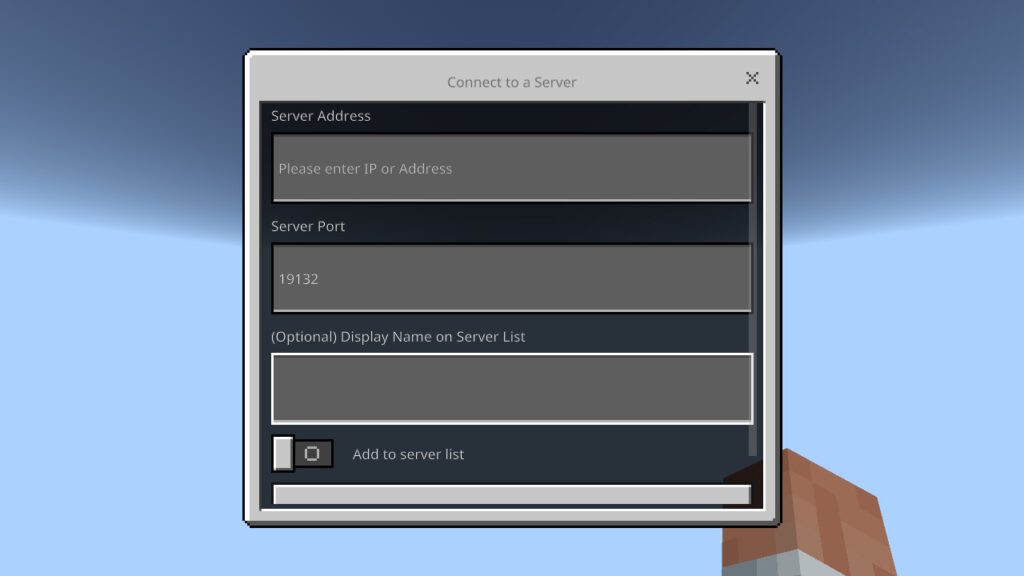 Connect to a Server
Server Address
Please enter IP or Address
Server Port
19132
(Optional) Display Name on Server List
Add to server list